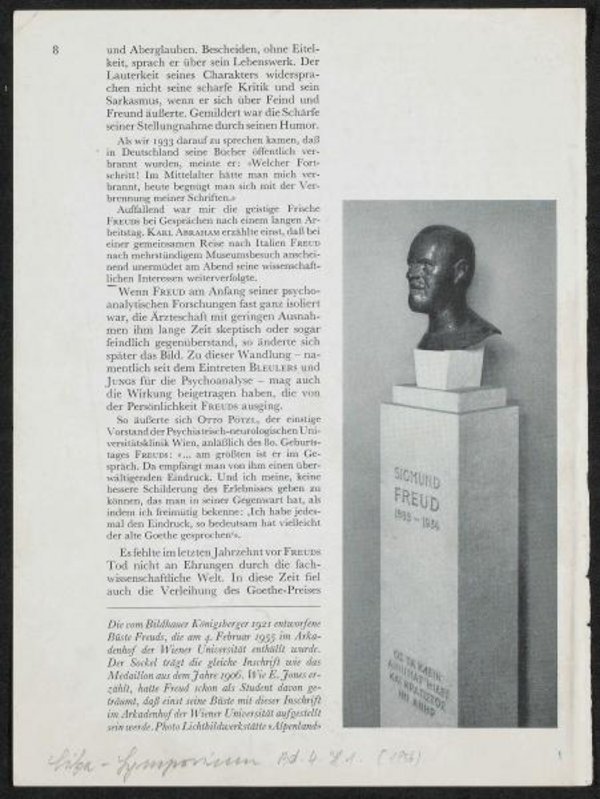 8
und Aberglauben. Bescheiden, ohne Eitel-
keit, sprach er über sein Lebenswerk. Der
Lauterkeit seines Charakters widerspra-
chen nicht seine scharfe Kritik und sein
Sarkasmus, wenn er sich über Feind und
Freund äußerte. Gemildert war die Schärfe
seiner Stellungnahme durch seinen Humor.
Als wir 1933 darauf zu sprechen kamen, daß
in Deutschland seine Bücher öffentlich ver-
brannt wurden, meinte er: «Welcher Fort-
schritt! Im Mittelalter hätte man mich ver-
brannt, heute begnügt man sich mit der Ver-
brennung meiner Schriften.»
Auffallend war mir die geistige Frische
FREUDS bei Gesprächen nach einem langen Ar-
beitstag. KARL ABRAHAM erzählte einst, daß bei
einer gemeinsamen Reise nach Italien FREUD
nach mehrstündigem Museumsbesuch anschei-
nend unermüdet am Abend seine wissenschaft-
lichen Interessen weiterverfolgte.
Wenn FREUD am Anfang seiner psycho-
analytischen Forschungen fast ganz isoliert
war, die Ärzteschaft mit geringen Ausnah-
men ihm lange Zeit skeptisch oder sogar
feindlich gegenüberstand, so änderte sich
später das Bild. Zu dieser Wandlung – na-
mentlich seit dem Eintreten BLEULERS und
JUNGS für die Psychoanalyse – mag auch
die Wirkung beigetragen haben, die von
der Persönlichkeit FREUDS ausging.
So äußerte sich OTTO PÖTZL, der einstige
Vorstand der Psychiatrisch-neurologischen Uni-
versitätsklinik Wien, anläßlich des 80. Geburts-
tages FREUDS: «... am größten ist er im Ge-
spräch. Da empfängt man von ihm einen über-
wältigenden Eindruck. Und ich meine, keine
bessere Schilderung des Erlebnisses geben zu
können, das man in seiner Gegenwart hat, als
indem ich freimütig bekenne: ‚Ich habe jedes-
mal den Eindruck, so bedeutsam hat vielleicht
der alte Goethe gesprochen‘».
Es fehlte im letzten Jahrzehnt vor FREUDS
Tod nicht an Ehrungen durch die fach-
wissenschaftliche Welt. In diese Zeit fiel
auch die Verleihung des Goethe-Preises
Die vom Bildhauer Königsberger 1921 entworfene
Büste Freuds, die am 4. Februar 1955 im Arka-
denhof der Wiener Universität enthüllt wurde.
Der Sockel trägt die gleiche Inschrift wie das
Medaillon aus dem Jahre 1906. Wie E. Jones er-
zählt, hatte Freud schon als Student davon ge-
träumt, daß einst seine Büste mit dieser Inschrift
im Arkadenhof der Wiener Universität aufgestellt
sein werde. Photo Lichtbildwerkstätte «Alpenland»
SIGMUND
FREUD
ΚΑΙ ΚΡΑΤΙΣΤΟΣ
ΗΝ ΑΝΗΡ
Ciba - Symposium Bd. 4. H 1. (1956)